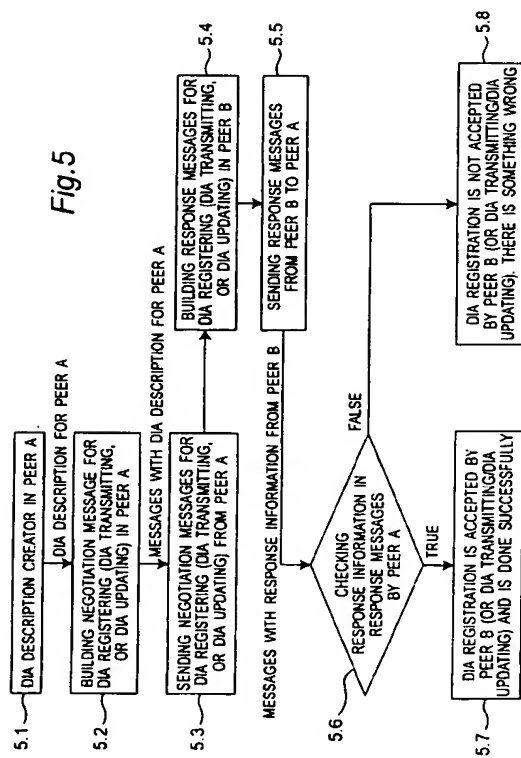 Fig.5
5.1
DIA DESCRIPTION CREATOR IN PEER A
DIA DESCRIPTION FOR PEER A
5.2
BUILDING NEGOTIATION MESSAGE FOR
DIA REGISTERING (DIA TRANSMITTING,
OR DIA UPDATING) IN PEER A
MESSAGES WITH DIA DESCRIPTION FOR PEER A
5.3
SENDING NEGOTIATION MESSAGES FOR
DIA REGISTERING (DIA TRANSMITTING,
OR DIA UPDATING) FROM PEER A
5.4
BUILDING RESPONSE MESSAGES FOR
DIA REGISTERING (DIA TRANSMITTING,
OR DIA UPDATING) IN PEER B
5.5
SENDING RESPONSE MESSAGES
FROM PEER B TO PEER A
MESSAGES WITH RESPONSE INFORMATION FROM PEER B
5.6
CHECKING
RESPONSE INFORMATION IN
RESPONSE MESSAGES
BY PEER A
FALSE
TRUE
5.7
DIA REGISTRATION IS ACCEPTED BY
PEER B (OR DIA TRANSMITTING/DIA
UPDATING) AND IS DONE SUCCESSFULLY
5.8
DIA REGISTRATION IS NOT ACCEPTED
BY PEER B (OR DIA TRANSMITTING/DIA
UPDATING). THERE IS SOMETHING WRONG